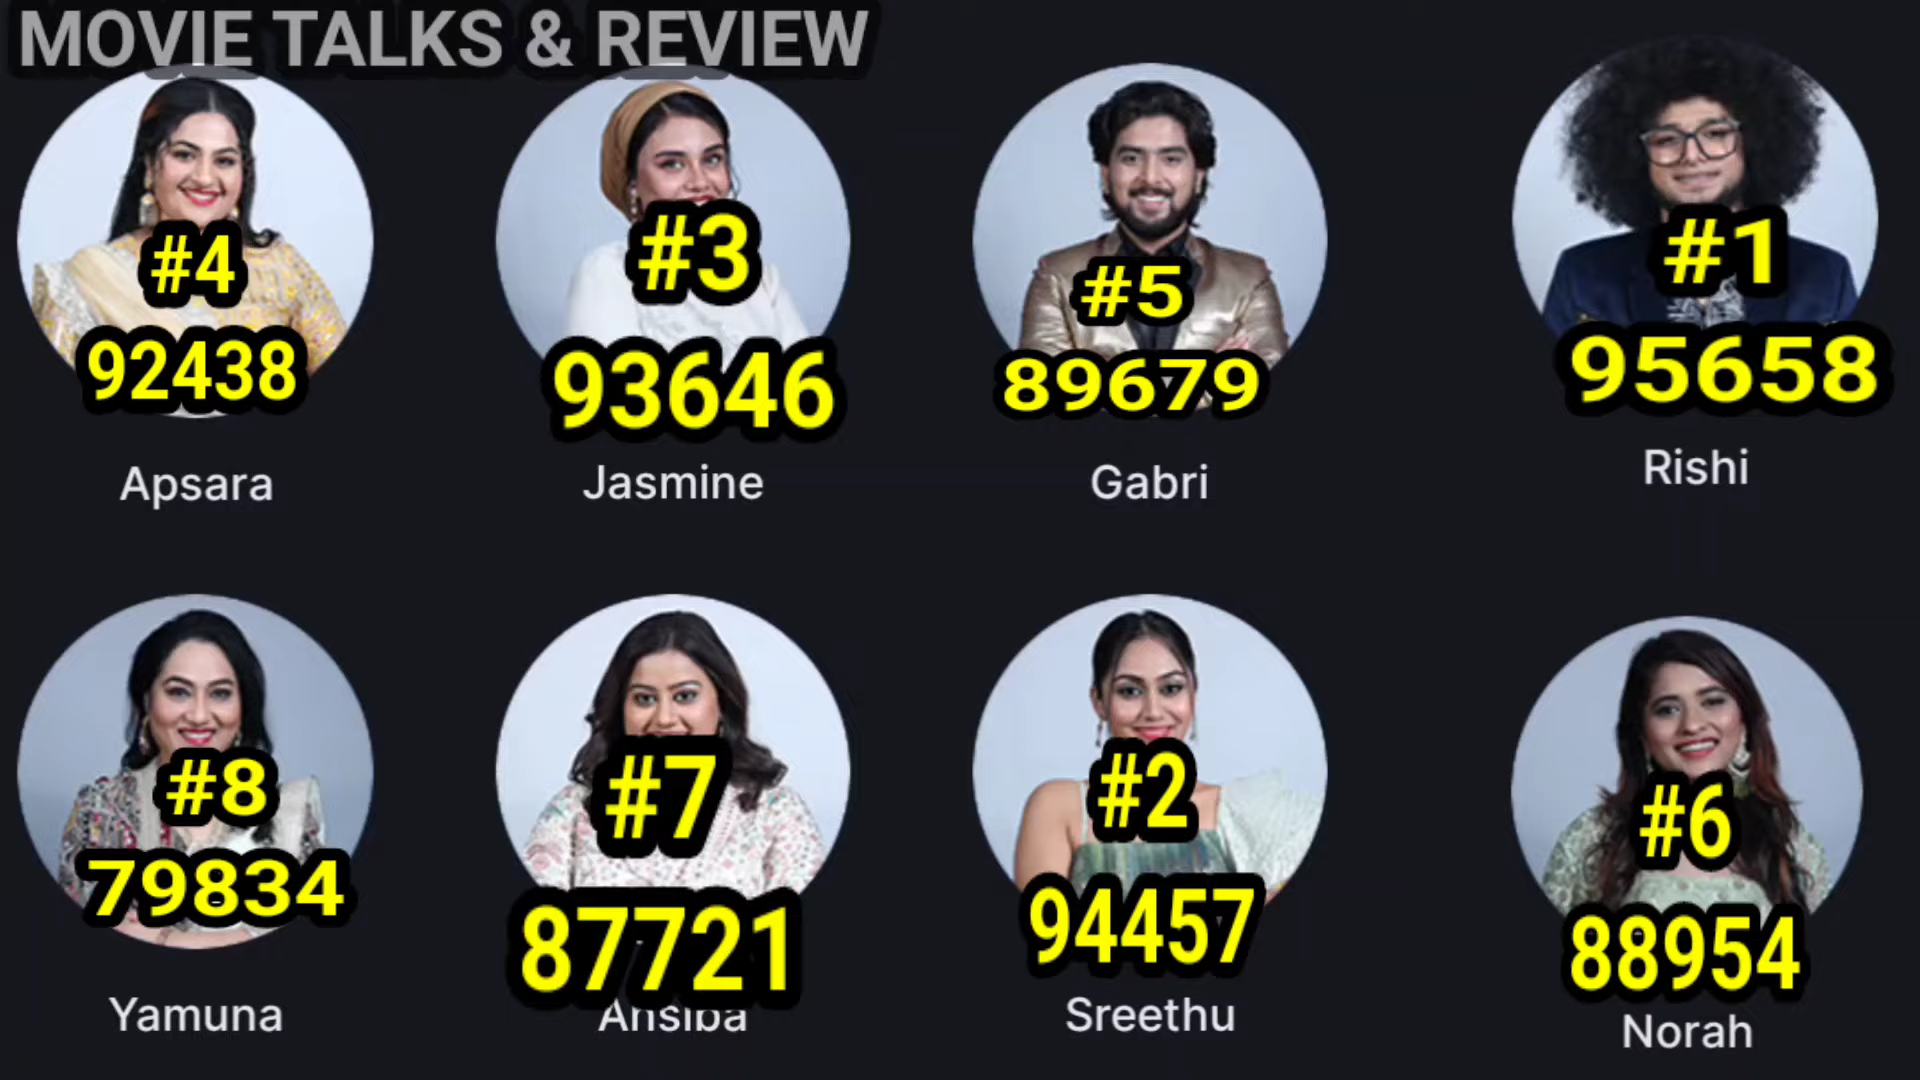 MOVIE TALKS & REVIEW
#4
92438
Apsara
#3
93646
Jasmine
#5
89679
Gabri
#1
95658
Rishi
#8
79834
Yamuna
#7
87721
Ansiba
#2
94457
Sreethu
#6
88954
Norah